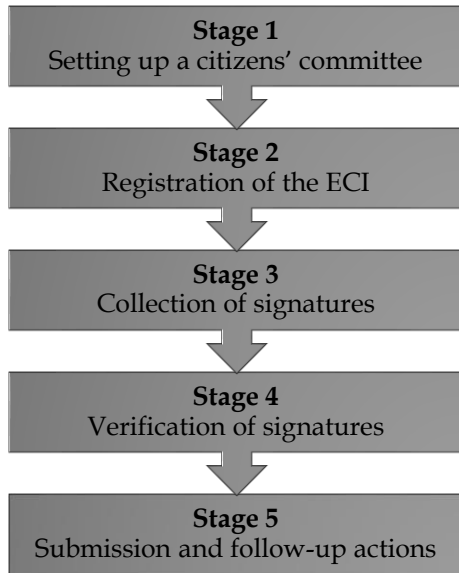 Stage 1
Setting up a citizens’ committee
Stage 2
Registration of the ECI
Stage 3
Collection of signatures
Stage 4
Verification of signatures
Stage 5
Submission and follow-up actions